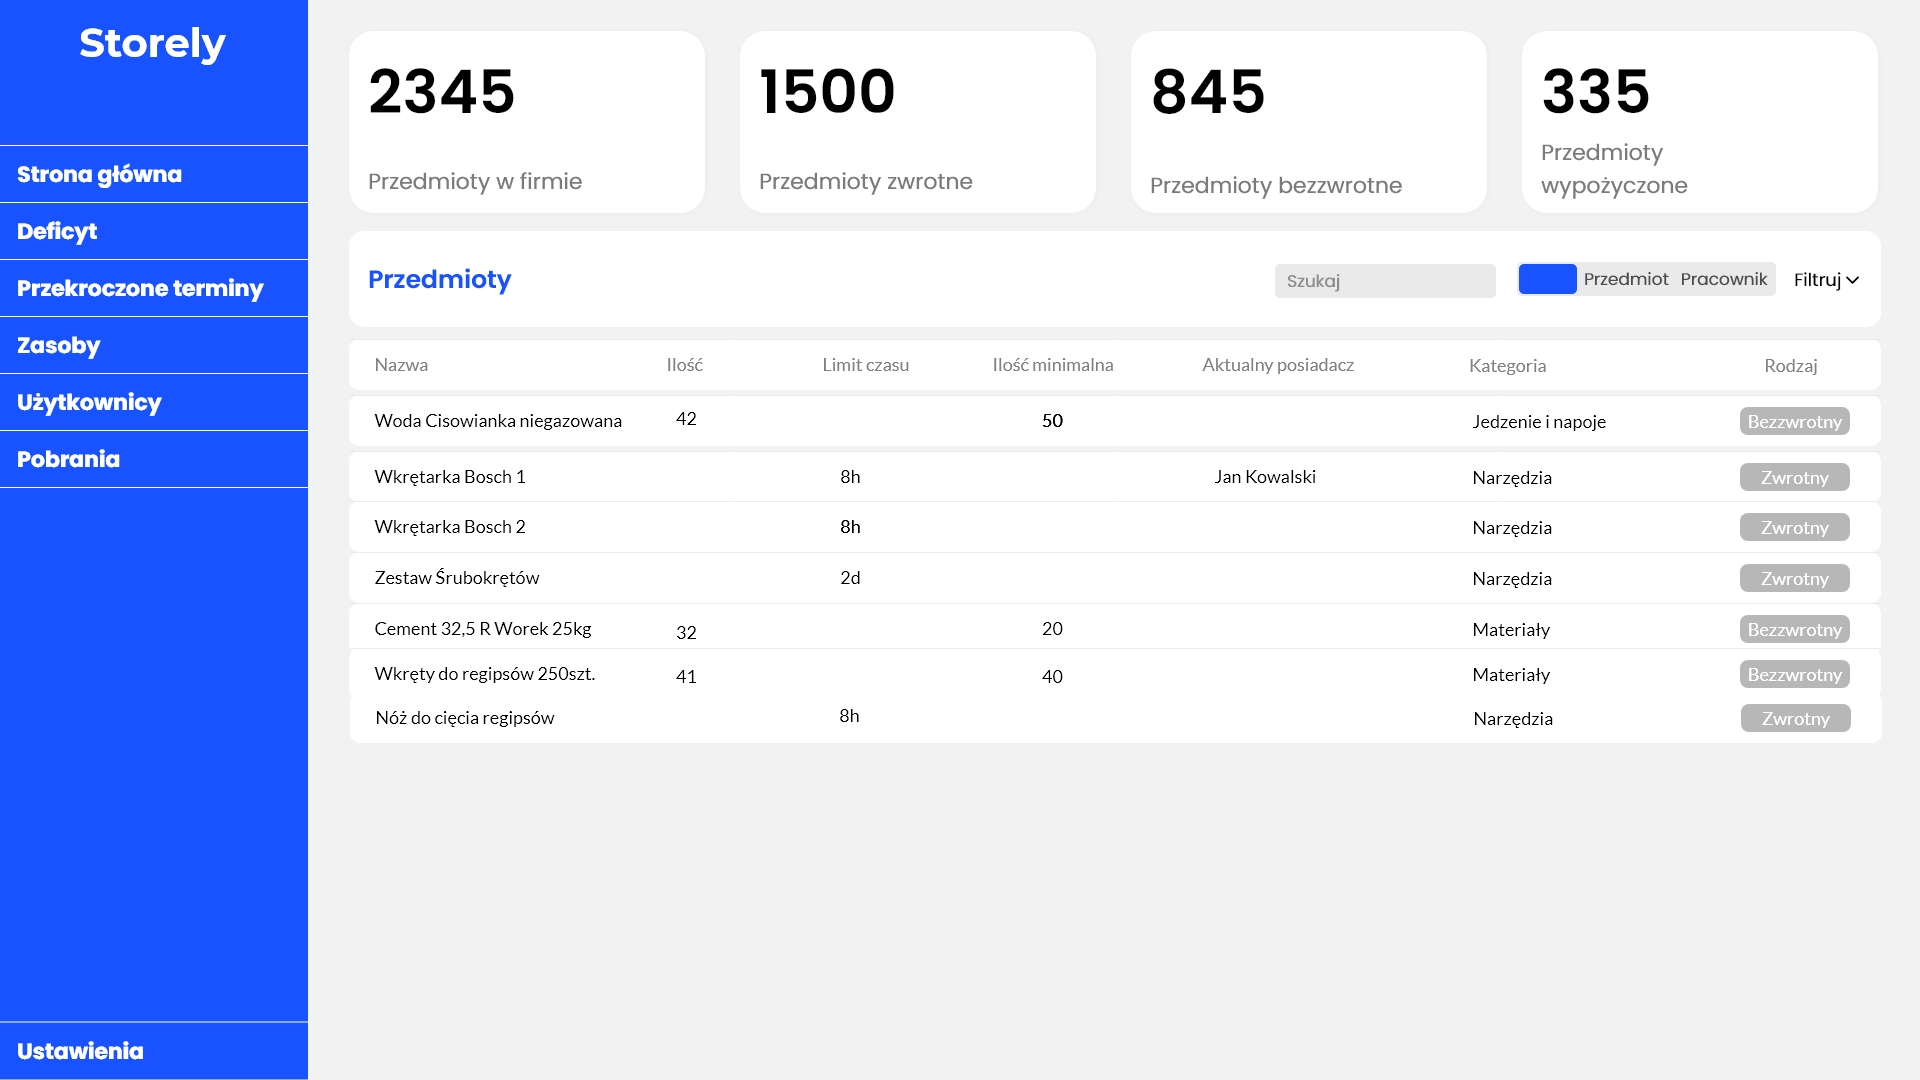 Storely
Strona główna
Deficyt
Przekroczone terminy
Zasoby
Użytkownicy
Pobrania
Ustawienia
2345
Przedmioty w firmie
1500
Przedmioty zwrotne
845
Przedmioty bezzwrotne
335
Przedmioty
wypożyczone
Przedmioty Szukaj Przedmiot Pracownik Filtruj
Nazwa Ilość Limit czasu Ilość minimalna Aktualny posiadacz Kategoria Rodzaj
Woda Cisowianka niegazowana 42 50 Jedzenie i napoje Bezzwrotny
Wkrętarka Bosch 1 8h Jan Kowalski Narzędzia Zwrotny
Wkrętarka Bosch 2 8h Narzędzia Zwrotny
Zestaw Śrubokrętów 2d Narzędzia Zwrotny
Cement 32,5 R Worek 25kg 32 20 Materiały Bezzwrotny
Wkręty do regipsów 250szt. 41 40 Materiały Bezzwrotny
Nóż do cięcia regipsów 8h Narzędzia Zwrotny